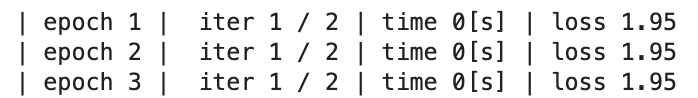 | epoch 1 |  iter 1 / 2 | time 0[s] | loss 1.95
| epoch 2 |  iter 1 / 2 | time 0[s] | loss 1.95
| epoch 3 |  iter 1 / 2 | time 0[s] | loss 1.95